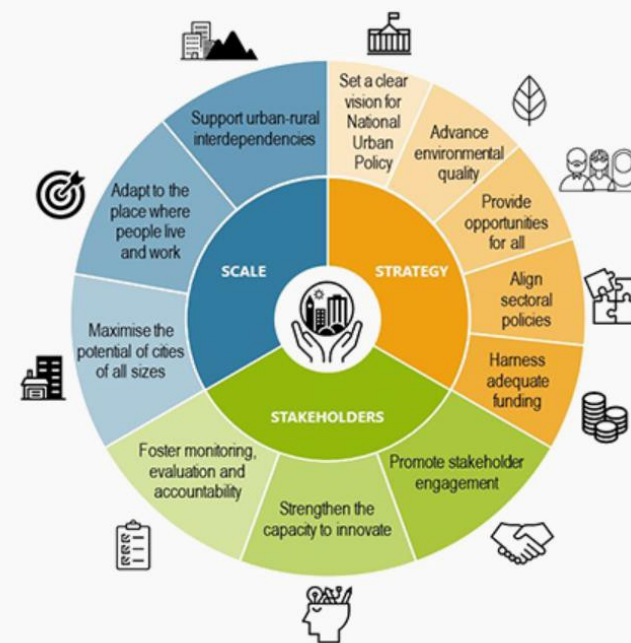 SCALE
Support urban-rural
interdependencies
Adapt to the
place where
people live
and work
Maximise the
potential of cities
of all sizes
STRATEGY
Set a clear
vision for
National
Urban
Policy
Advance
environmental
quality
Provide
opportunities
for all
Align
sectoral
policies
Harness
adequate
funding
STAKEHOLDERS
Promote stakeholder
engagement
Strengthen the
capacity to innovate
Foster monitoring,
evaluation and
accountability